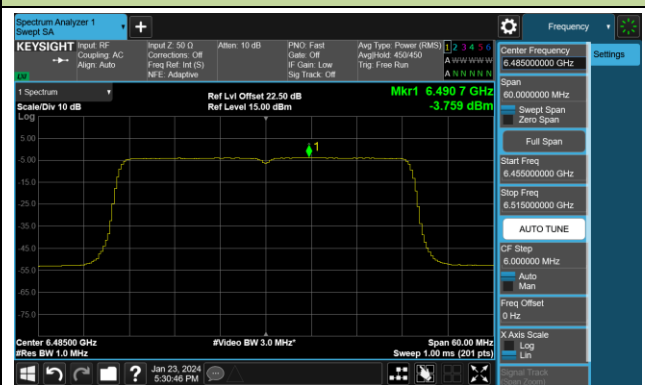 Spectrum Analyzer 1
Swept SA
+
Frequency
KEYSIGHT
Input: RF
Coupling: AC
Align: Auto
Input Z: 50 Ω
Corrections: Off
Freq Ref: Int (S)
NFE: Adaptive
Atten: 10 dB
PNO: Fast
Gate: Off
IF Gain: Low
Sig Track: Off
Avg Type: Power (RMS)
Avg|Hold: 450/450
Trig: Free Run
1 2 3 4 5 6
A W W W W W
A N N N N N
LXI
1 Spectrum
Scale/Div 10 dB
Ref Lvl Offset 22.50 dB
Ref Level 15.00 dBm
Mkr1 6.490 7 GHz
-3.759 dBm
Log
5.00
-5.00
-15.0
-25.0
-35.0
-45.0
-55.0
-65.0
-75.0
1
Center 6.48500 GHz
#Res BW 1.0 MHz
#Video BW 3.0 MHz*
Span 60.00 MHz
Sweep 1.00 ms (201 pts)
Jan 23, 2024
5:30:46 PM
?
Center Frequency
6.485000000 GHz
Settings
Span
60.0000000 MHz
Swept Span
Zero Span
Full Span
Start Freq
6.455000000 GHz
Stop Freq
6.515000000 GHz
AUTO TUNE
CF Step
6.000000 MHz
Auto
Man
Freq Offset
0 Hz
X Axis Scale
Log
Lin
Signal Track
(Span Zoom)